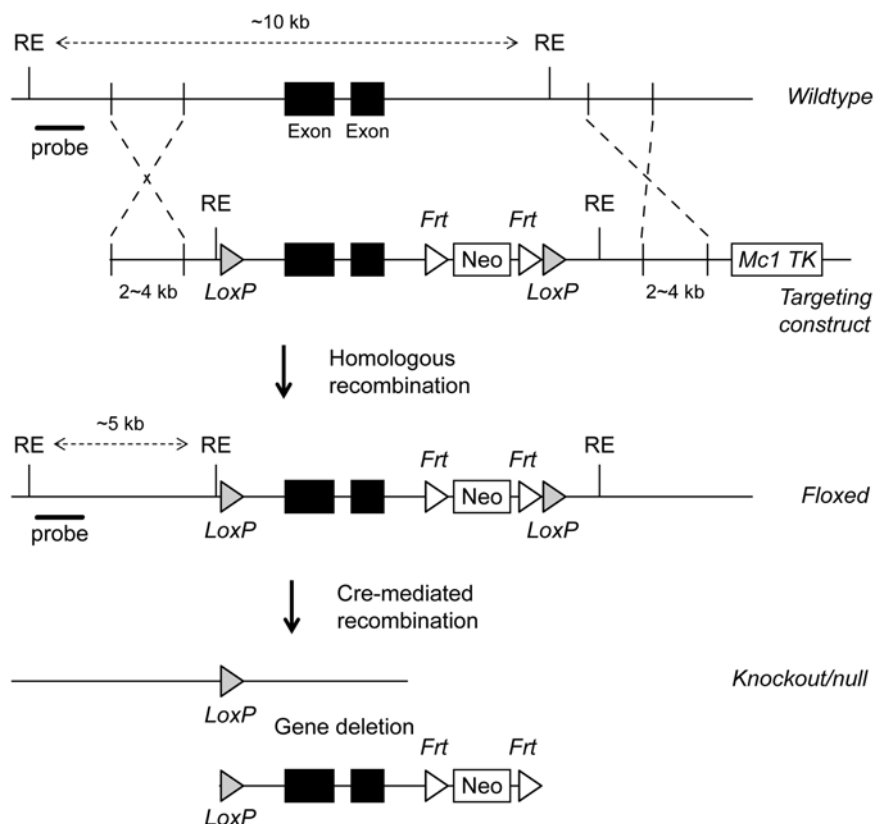 ~10 kb
RE RE
Wildtype
Exon Exon
probe
RE Frt Frt RE
Neo Mc1 TK
2~4 kb LoxP LoxP 2~4 kb
Targeting
construct
Homologous
recombination
~5 kb
RE RE Frt Frt RE
Neo Floxed
probe LoxP LoxP
Cre-mediated
recombination
Knockout/null
LoxP
Gene deletion
Frt Frt
Neo
LoxP